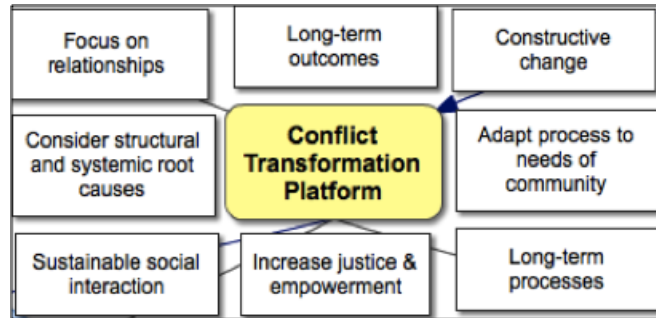 Focus on
relationships
Long-term
outcomes
Constructive
change
Consider structural
and systemic root
causes
Conflict
Transformation
Platform
Adapt process to
needs of
community
Sustainable social
interaction
Increase justice &
empowerment
Long-term
processes